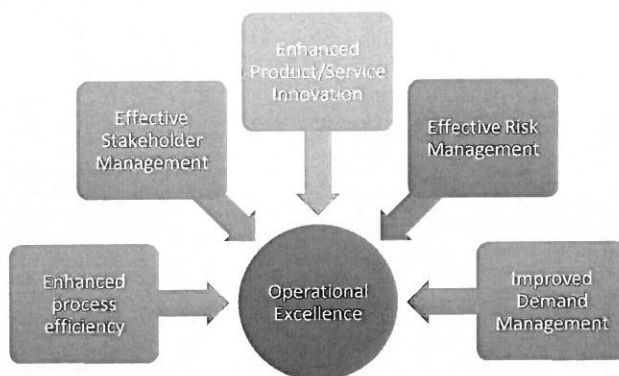 Enhanced
Product/Service
Innovation
Effective
Stakeholder
Management
Effective Risk
Management
Enhanced
process
efficiency
Operational
Excellence
Improved
Demand
Management